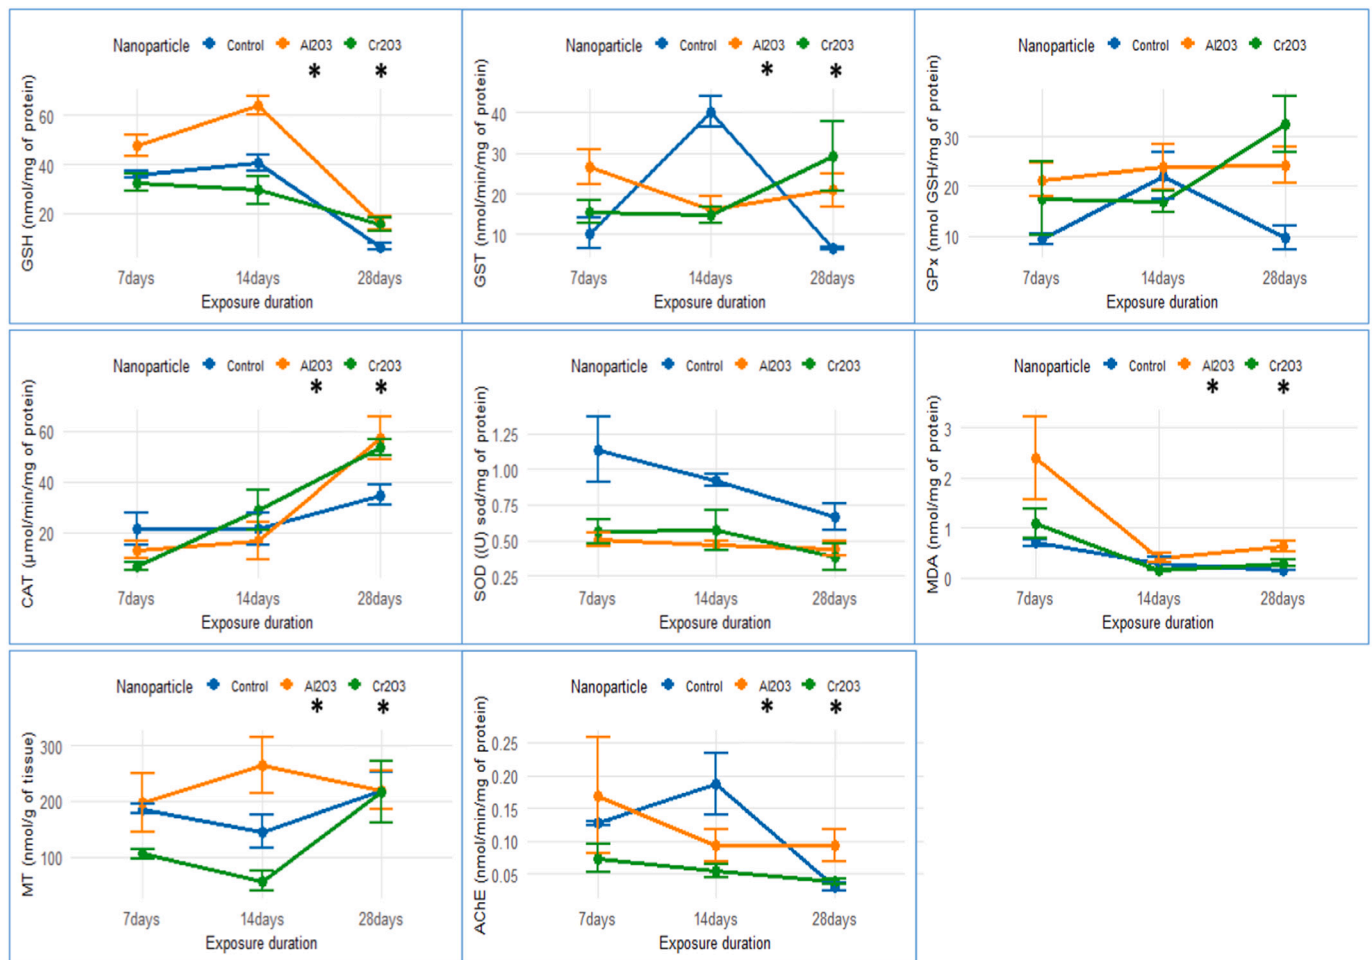 Nanoparticle Control Al2O3 Cr2O3
* *
GSH (nmol/mg of protein)
60
40
20
7days 14days 28days
Exposure duration
Nanoparticle Control Al2O3 Cr2O3
* *
GST (nmol/min/mg of protein)
40
30
20
10
7days 14days 28days
Exposure duration
Nanoparticle Control Al2O3 Cr2O3
GPx (nmol GSH/mg of protein)
30
20
10
7days 14days 28days
Exposure duration
Nanoparticle Control Al2O3 Cr2O3
* *
CAT (µmol/min/mg of protein)
60
40
20
7days 14days 28days
Exposure duration
Nanoparticle Control Al2O3 Cr2O3
SOD ((U) sod/mg of protein)
1.25
1.00
0.75
0.50
0.25
7days 14days 28days
Exposure duration
Nanoparticle Control Al2O3 Cr2O3
* *
MDA (nmol/mg of protein)
3
2
1
0
7days 14days 28days
Exposure duration
Nanoparticle Control Al2O3 Cr2O3
* *
MT (nmol/g of tissue)
300
200
100
7days 14days 28days
Exposure duration
Nanoparticle Control Al2O3 Cr2O3
* *
AChE (nmol/min/mg of protein)
0.25
0.20
0.15
0.10
0.05
7days 14days 28days
Exposure duration